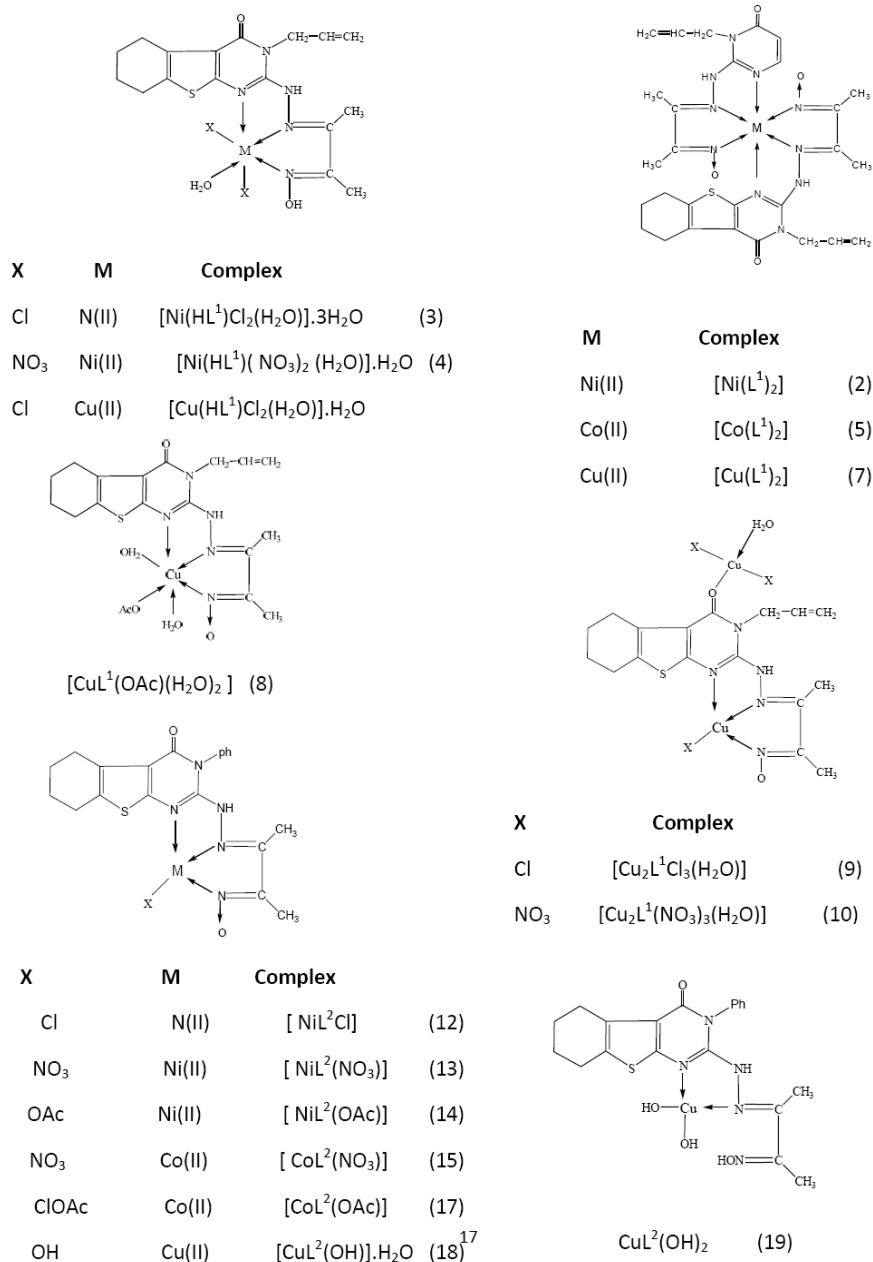 O
N
CH₂—CH=CH₂
S
N
NH
X
M
N
C
CH₃
H₂O
X
N
C
CH₃
OH
X M Complex
Cl N(II) [Ni(HL¹)Cl₂(H₂O)].3H₂O (3)
NO₃ Ni(II) [Ni(HL¹)( NO₃)₂ (H₂O)].H₂O (4)
Cl Cu(II) [Cu(HL¹)Cl₂(H₂O)].H₂O
O
N
CH₂—CH=CH₂
S
N
NH
OH₂
N
C
CH₃
Cu
AcO
H₂O
N
C
CH₃
O
[CuL¹(OAc)(H₂O)₂ ] (8)
O
N
ph
S
N
NH
N
C
CH₃
M
X
N
C
CH₃
O
X M Complex
Cl N(II) [ NiL²Cl] (12)
NO₃ Ni(II) [ NiL²(NO₃)] (13)
OAc Ni(II) [ NiL²(OAc)] (14)
NO₃ Co(II) [ CoL²(NO₃)] (15)
ClOAc Co(II) [CoL²(OAc)] (17)
OH Cu(II) [CuL²(OH)].H₂O (18)
17
O
H₂C=HC—H₂C
N
N
HN
O
H₃C
C
N
N
C
CH₃
M
C
N
N
C
H₃C
O
CH₃
NH
S
N
N
CH₂—CH=CH₂
O
M Complex
Ni(II) [Ni(L¹)₂] (2)
Co(II) [Co(L¹)₂] (5)
Cu(II) [Cu(L¹)₂] (7)
H₂O
X
Cu
X
O
N
CH₂—CH=CH₂
S
N
NH
N
C
CH₃
Cu
X
N
C
CH₃
O
X Complex
Cl [Cu₂L¹Cl₃(H₂O)] (9)
NO₃ [Cu₂L¹(NO₃)₃(H₂O)] (10)
O
N
Ph
S
N
NH
HO
Cu
N
C
CH₃
OH
HON
C
CH₃
CuL²(OH)₂ (19)